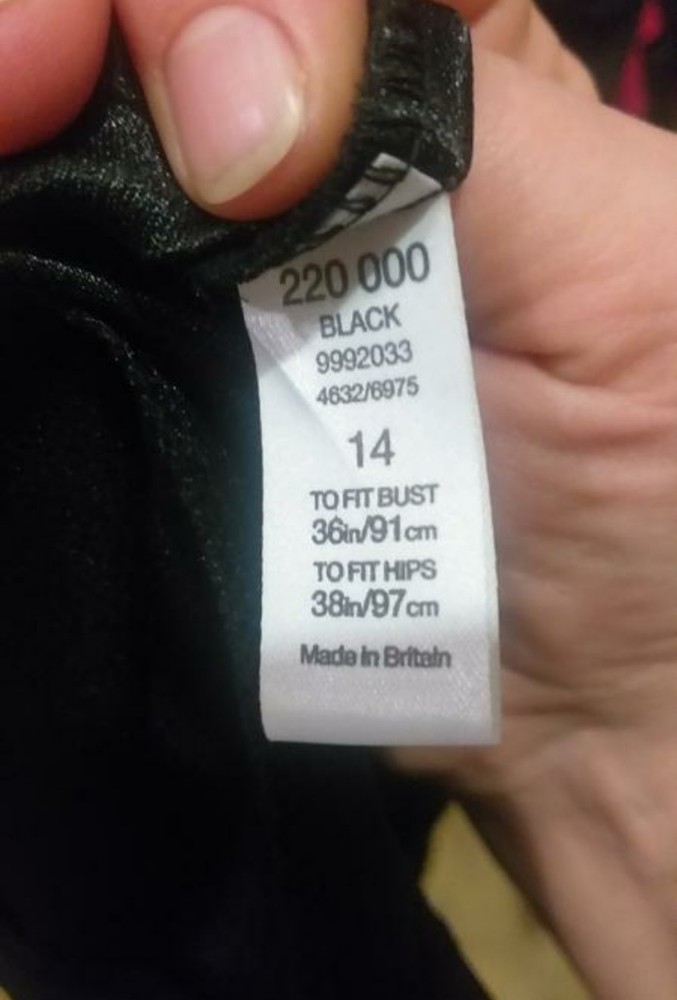 220 000
BLACK
9992033
4632/6975
14
TO FIT BUST
36in/91cm
TO FIT HIPS
38in/97cm
Made in Britain